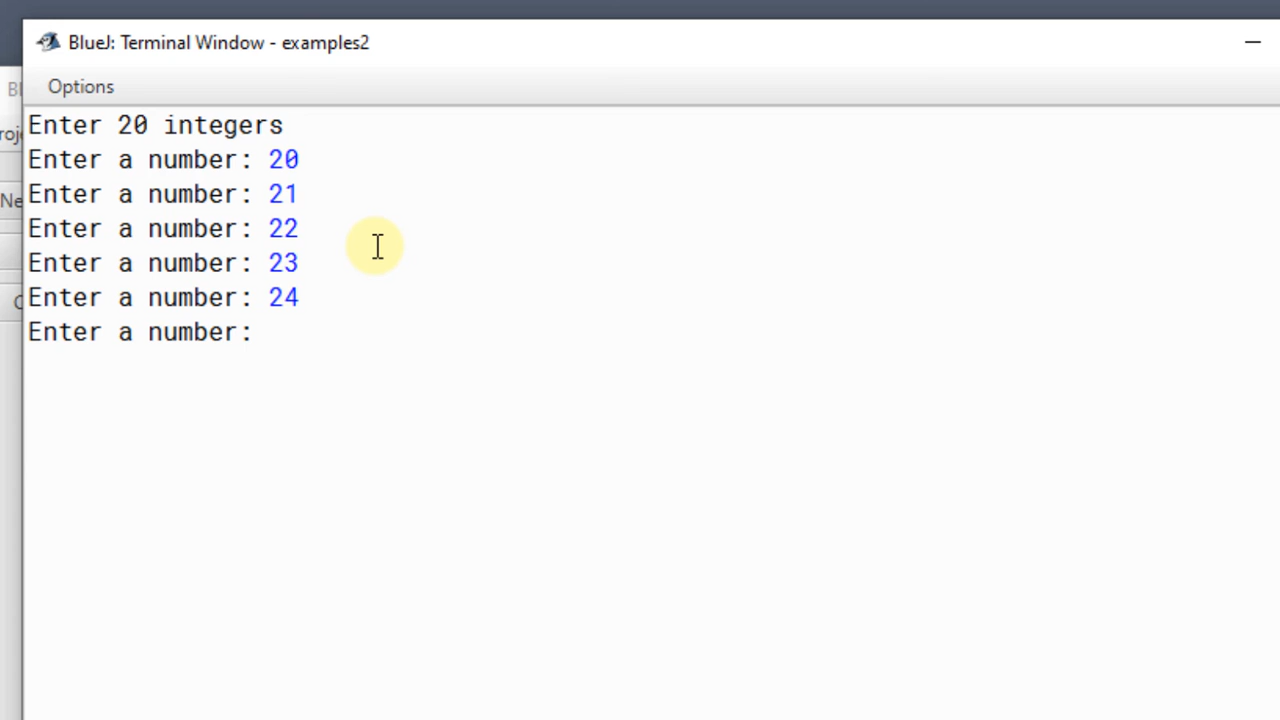 BlueJ: Terminal Window - examples2
Options
Enter 20 integers
Enter a number: 20
Enter a number: 21
Enter a number: 22
Enter a number: 23
Enter a number: 24
Enter a number: